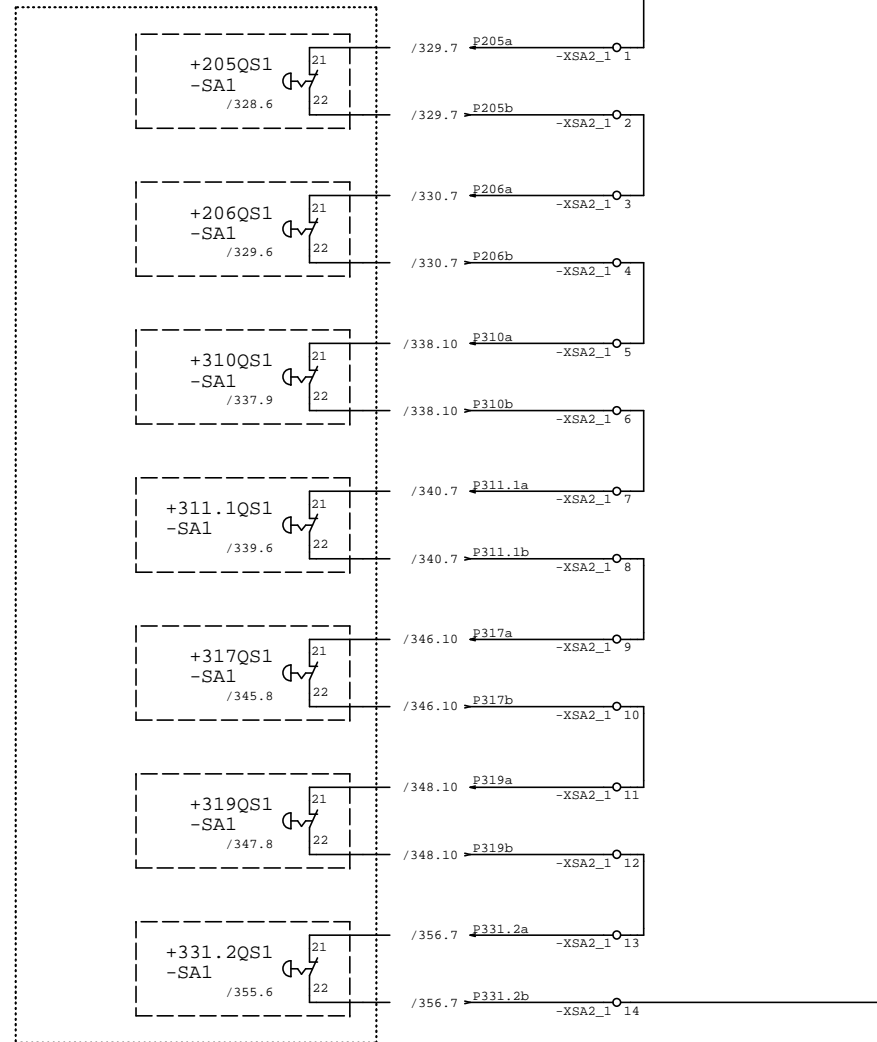 /329.7 P205a
-XSA2_1 1
+205QS1 21
-SA1
/328.6 22
/329.7 P205b
-XSA2_1 2
/330.7 P206a
-XSA2_1 3
+206QS1 21
-SA1
/329.6 22
/330.7 P206b
-XSA2_1 4
/338.10 P310a
-XSA2_1 5
+310QS1 21
-SA1
/337.9 22
/338.10 P310b
-XSA2_1 6
/340.7 P311.1a
-XSA2_1 7
+311.1QS1 21
-SA1
/339.6 22
/340.7 P311.1b
-XSA2_1 8
/346.10 P317a
-XSA2_1 9
+317QS1 21
-SA1
/345.8 22
/346.10 P317b
-XSA2_1 10
/348.10 P319a
-XSA2_1 11
+319QS1 21
-SA1
/347.8 22
/348.10 P319b
-XSA2_1 12
/356.7 P331.2a
-XSA2_1 13
+331.2QS1 21
-SA1
/355.6 22
/356.7 P331.2b
-XSA2_1 14